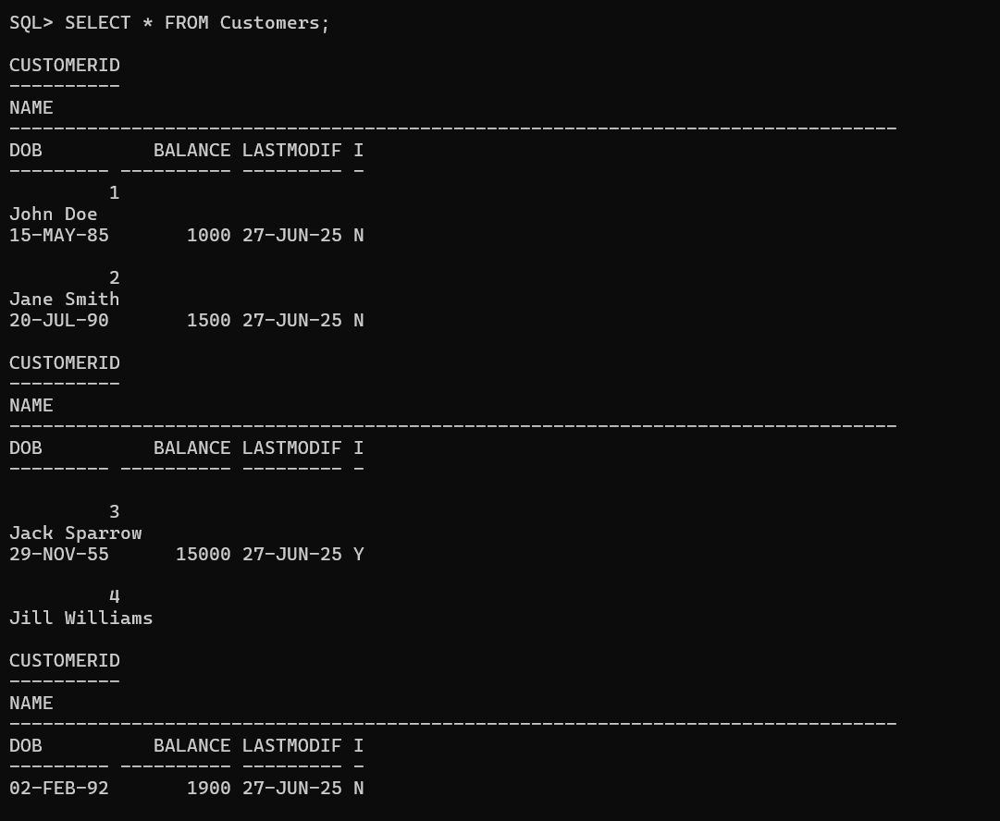 SQL> SELECT * FROM Customers;

CUSTOMERID
----------
NAME
--------------------------------------------------------------------------------
DOB          BALANCE LASTMODIF I
--------- ---------- --------- -
         1
John Doe
15-MAY-85       1000 27-JUN-25 N

         2
Jane Smith
20-JUL-90       1500 27-JUN-25 N

CUSTOMERID
----------
NAME
--------------------------------------------------------------------------------
DOB          BALANCE LASTMODIF I
--------- ---------- --------- -

         3
Jack Sparrow
29-NOV-55      15000 27-JUN-25 Y

         4
Jill Williams

CUSTOMERID
----------
NAME
--------------------------------------------------------------------------------
DOB          BALANCE LASTMODIF I
--------- ---------- --------- -
02-FEB-92       1900 27-JUN-25 N